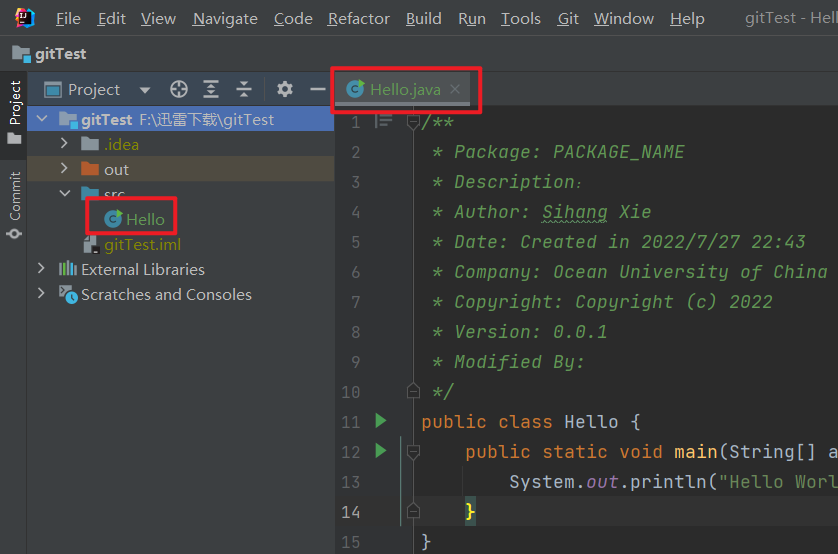 File Edit View Navigate Code Refactor Build Run Tools Git Window Help gitTest - Hel
gitTest
Project
Hello.java
Project
Commit
gitTest F:\迅雷下载\gitTest
.idea
out
src
Hello
gitTest.iml
External Libraries
Scratches and Consoles
1 /**
2 * Package: PACKAGE_NAME
3 * Description：
4 * Author: Sihang Xie
5 * Date: Created in 2022/7/27 22:43
6 * Company: Ocean University of China
7 * Copyright: Copyright (c) 2022
8 * Version: 0.0.1
9 * Modified By:
10 */
11 public class Hello {
12 public static void main(String[] a
13 System.out.println("Hello Worl
14 }
15 }